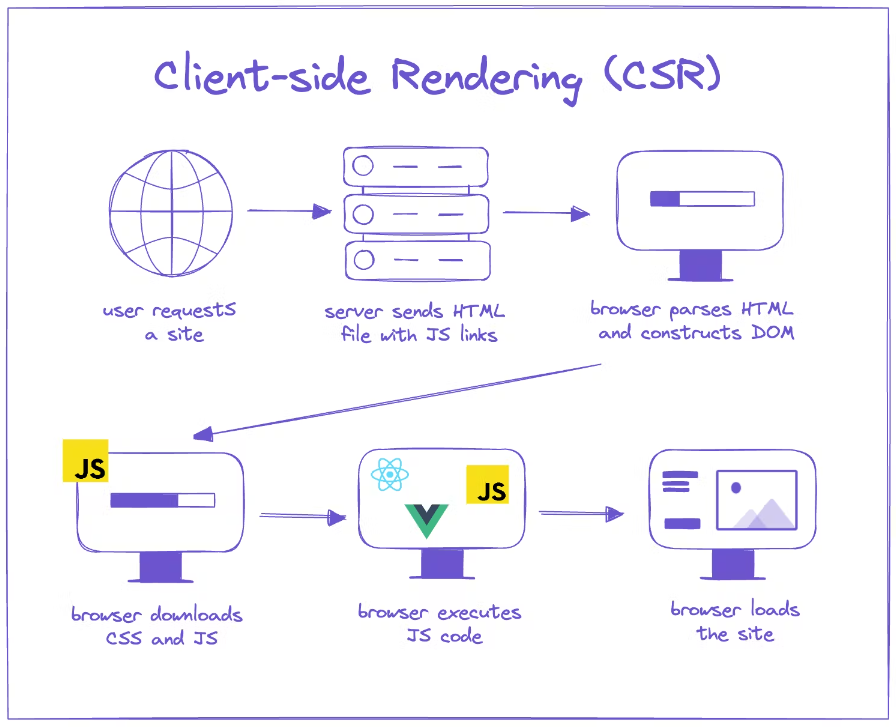 Client-side Rendering (CSR)
user requests
a site
server sends HTML
file with JS links
browser parses HTML
and constructs DOM
JS
browser downloads
CSS and JS
JS
browser executes
JS code
browser loads
the site